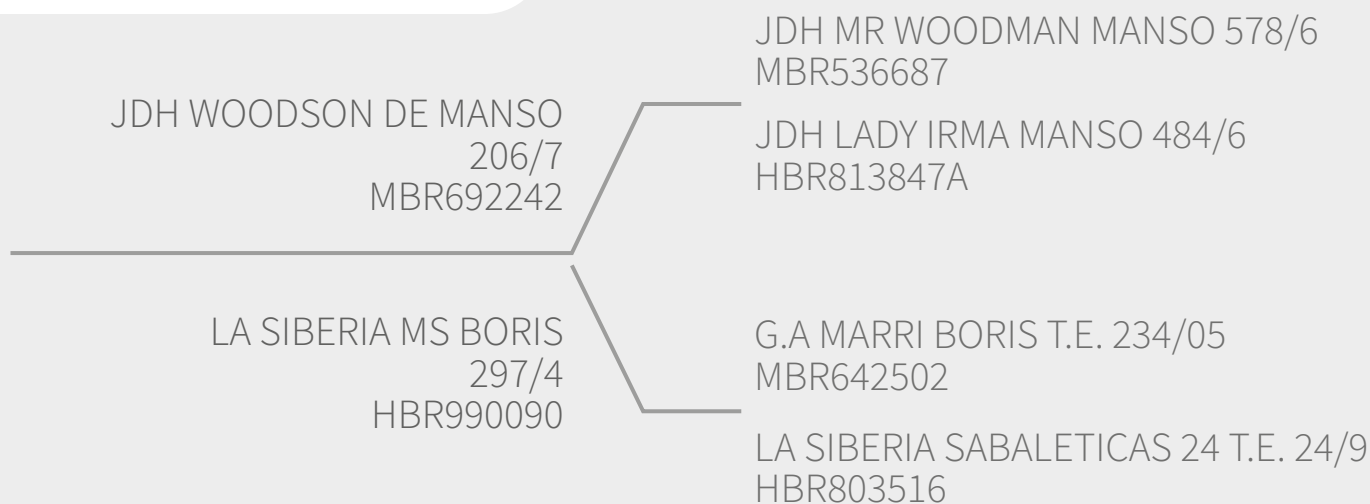 JDH WOODSON DE MANSO
206/7
MBR692242
LA SIBERIA MS BORIS
297/4
HBR990090
JDH MR WOODMAN MANSO 578/6
MBR536687
JDH LADY IRMA MANSO 484/6
HBR813847A
G.A MARRI BORIS T.E. 234/05
MBR642502
LA SIBERIA SABALETICAS 24 T.E. 24/9
HBR803516